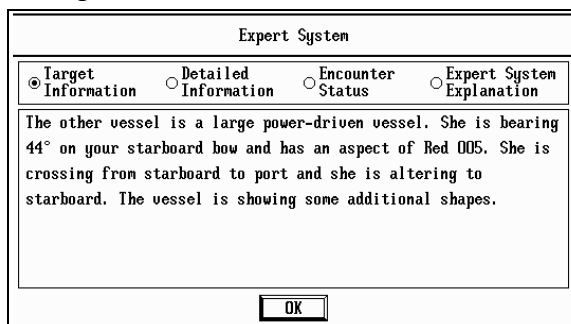 Expert System
Target Information
Detailed Information
Encounter Status
Expert System Explanation
The other vessel is a large power-driven vessel. She is bearing
44° on your starboard bow and has an aspect of Red 005. She is
crossing from starboard to port and she is altering to
starboard. The vessel is showing some additional shapes.
OK